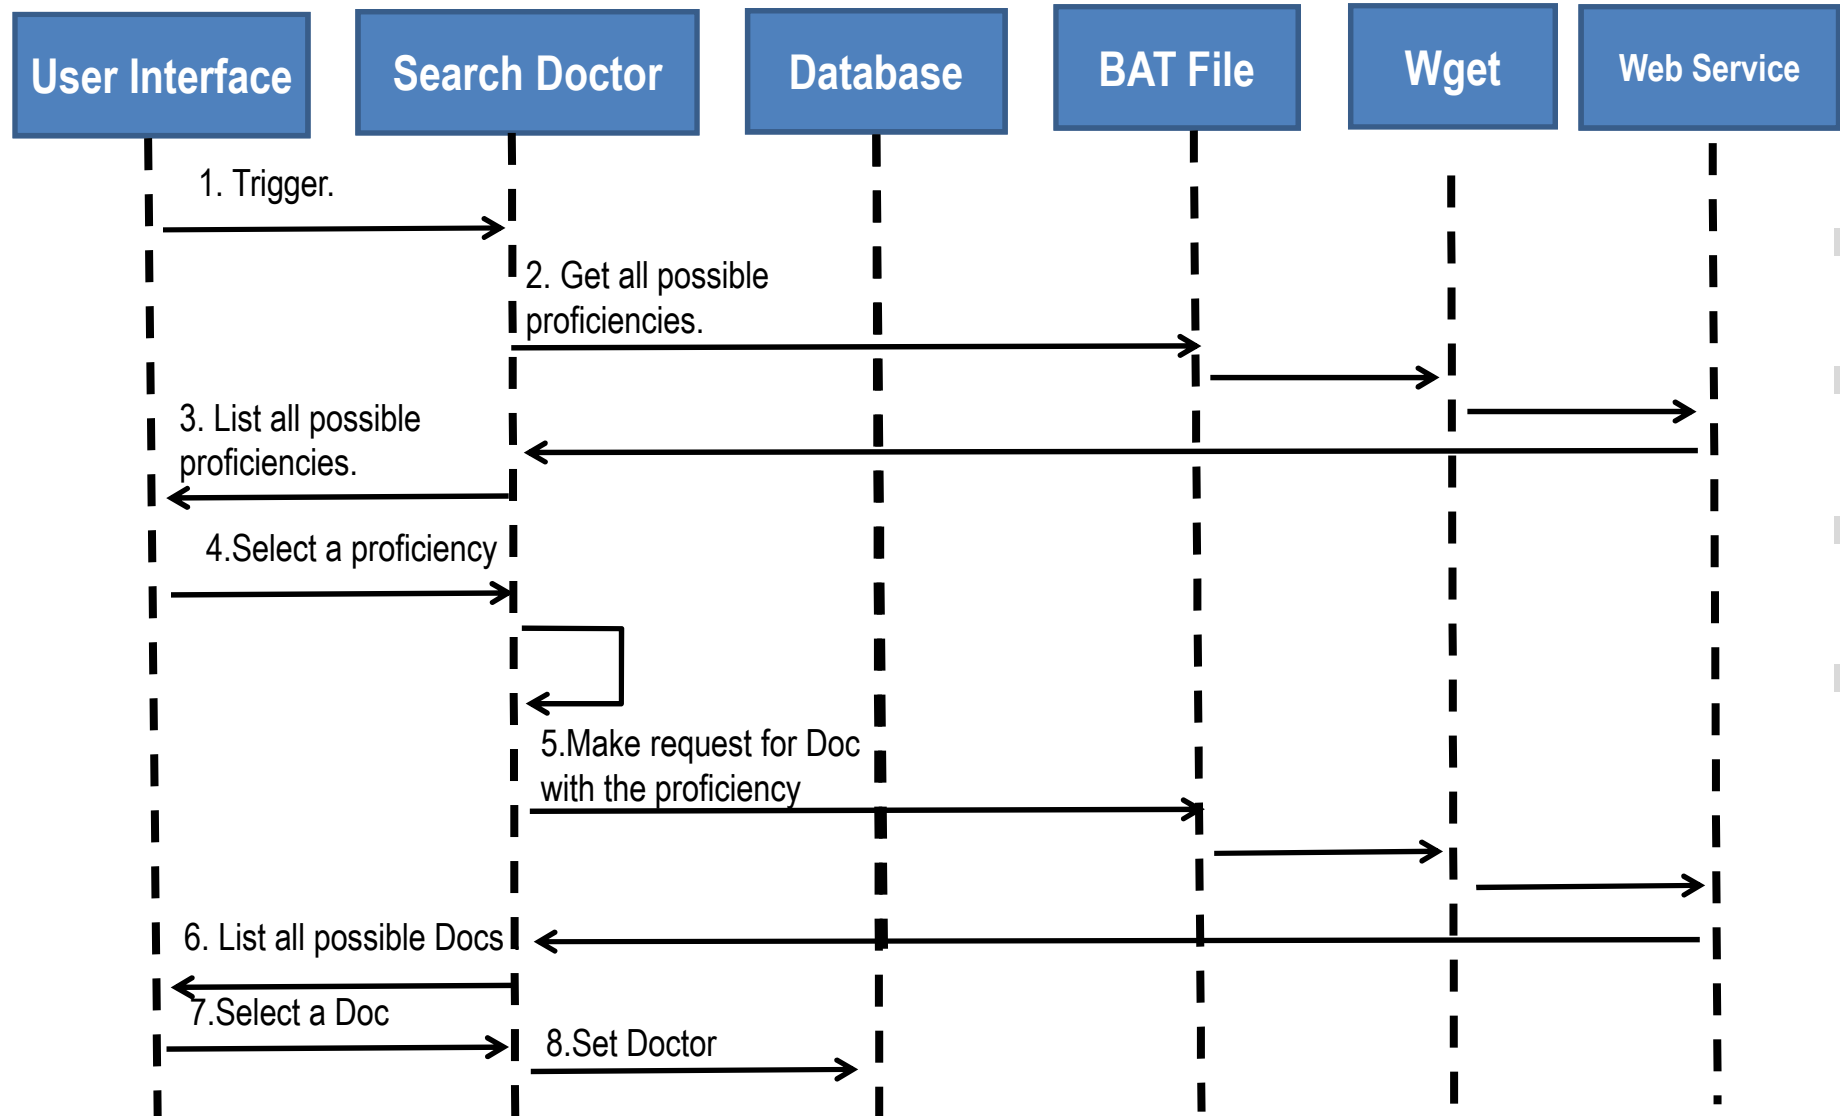 User Interface
Search Doctor
Database
BAT File
Wget
Web Service
1. Trigger.
2. Get all possible
proficiencies.
3. List all possible
proficiencies.
4.Select a proficiency
5.Make request for Doc
with the proficiency
6. List all possible Docs
7.Select a Doc
8.Set Doctor